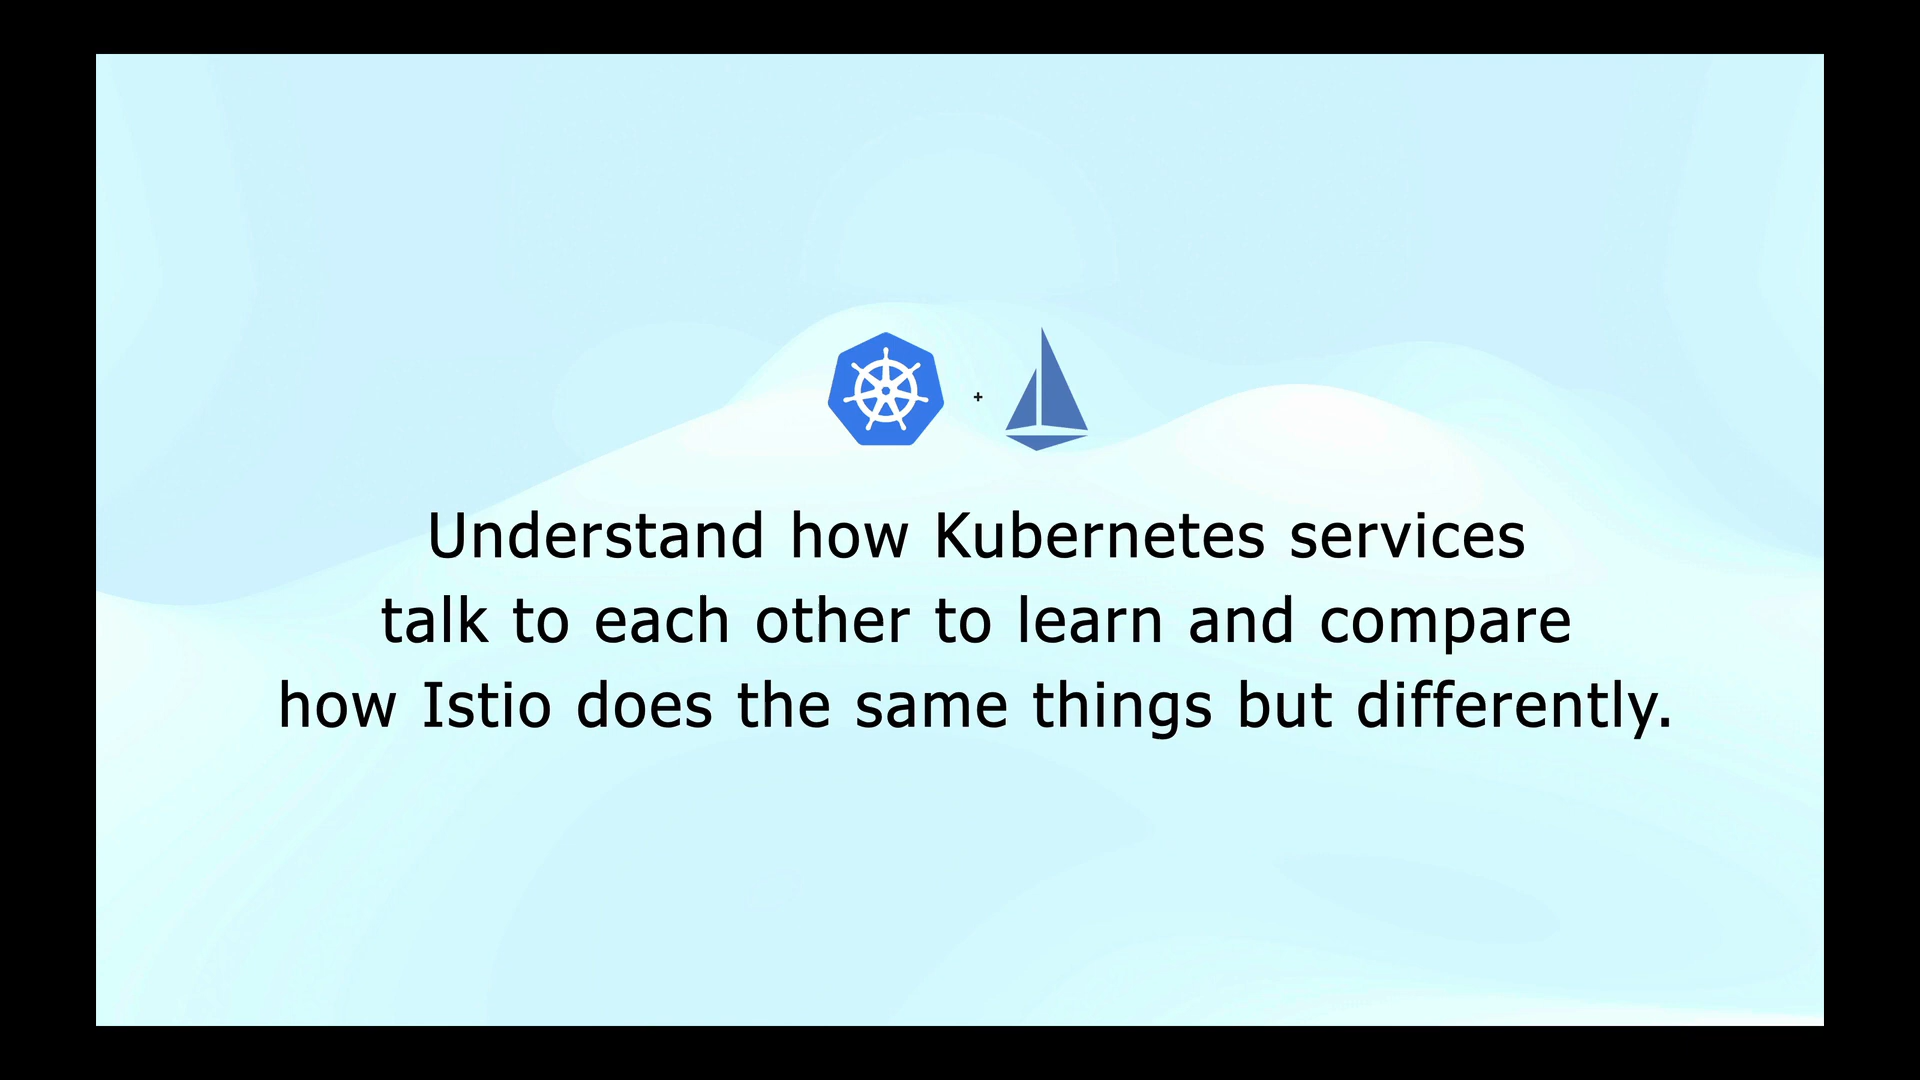 +
Understand how Kubernetes services
talk to each other to learn and compare
how Istio does the same things but differently.